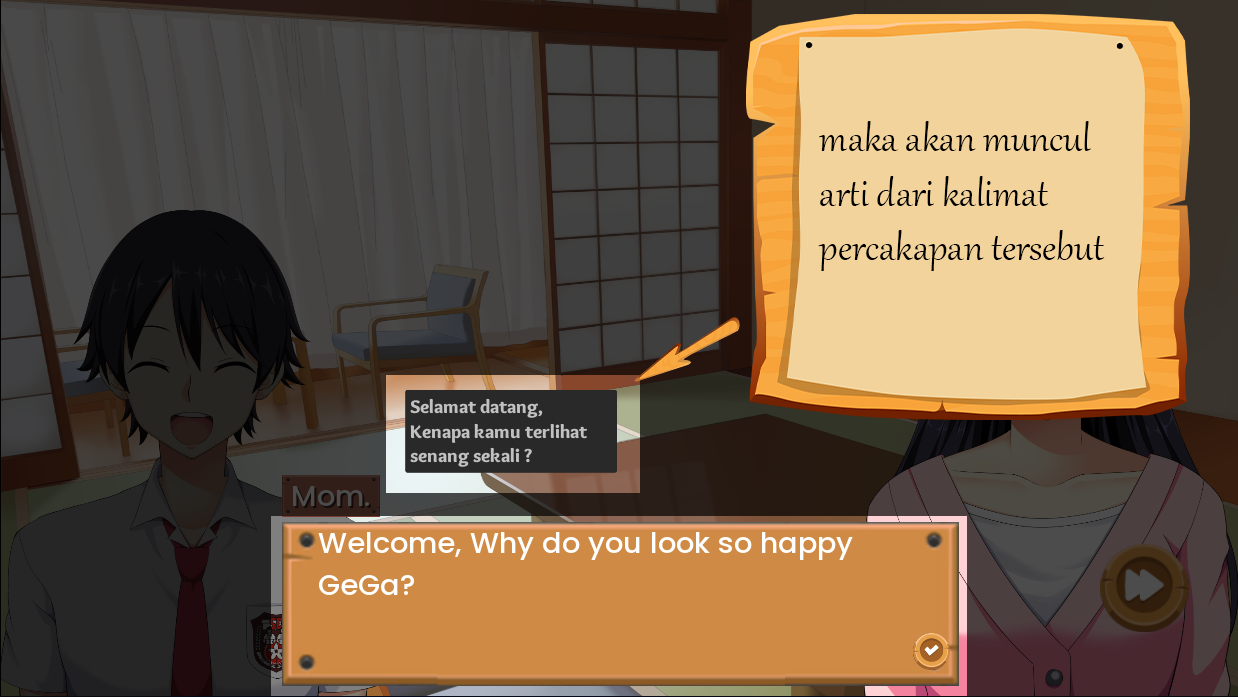 maka akan muncul
arti dari kalimat
percakapan tersebut
Selamat datang,
Kenapa kamu terlihat
senang sekali ?
Mom.
Welcome, Why do you look so happy
GeGa?